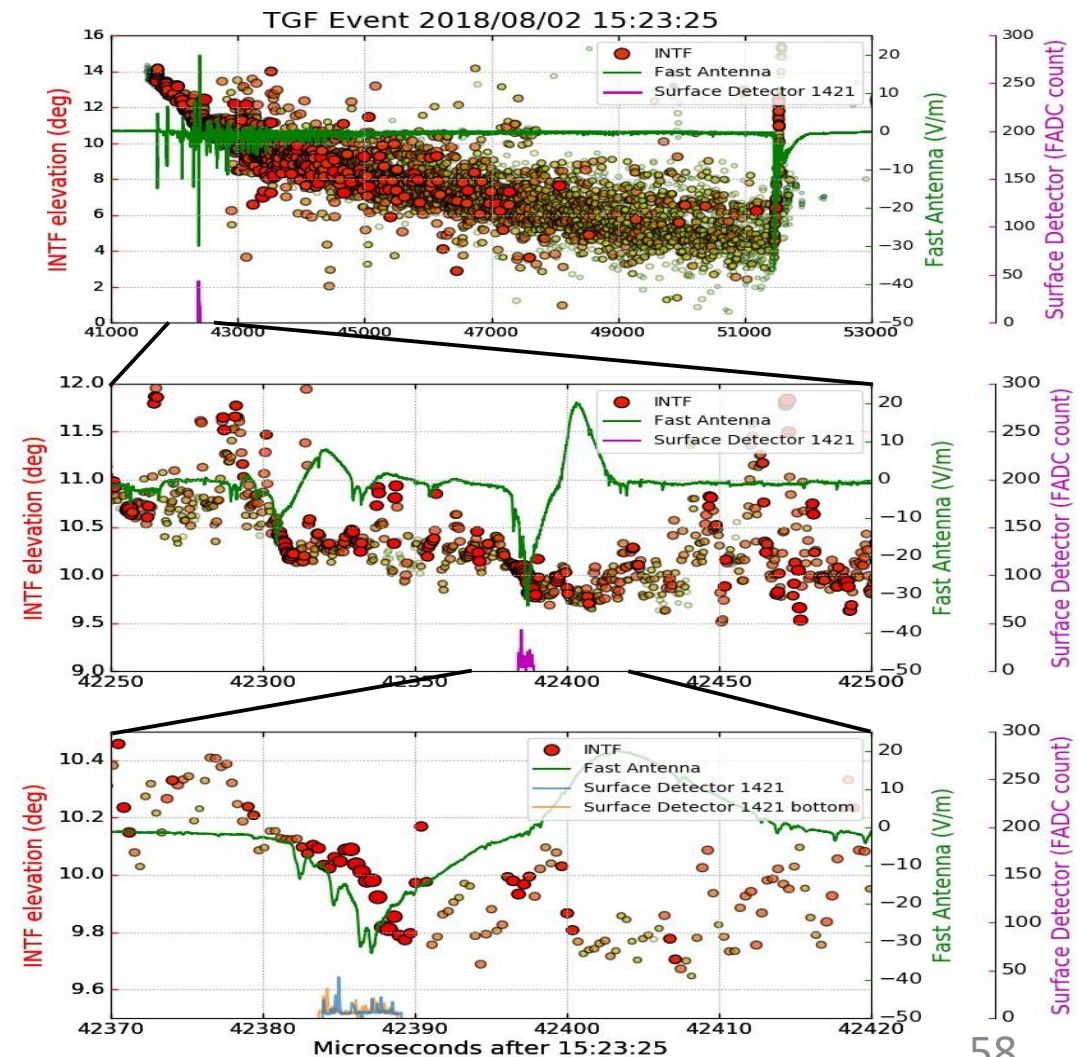 TGF Event 2018/08/02 15:23:25
INTF elevation (deg)
16
14
12
10
8
6
4
2
0
INTF
Fast Antenna
Surface Detector 1421
20
10
0
−10
−20
−30
−40
−50
Fast Antenna (V/m)
300
250
200
150
100
50
0
Surface Detector (FADC count)
41000 43000 45000 47000 49000 51000 53000
INTF elevation (deg)
12.0
11.5
11.0
10.5
10.0
9.5
9.0
INTF
Fast Antenna
Surface Detector 1421
20
10
0
−10
−20
−30
−40
−50
Fast Antenna (V/m)
300
250
200
150
100
50
0
Surface Detector (FADC count)
42250 42300 42350 42400 42450 42500
INTF elevation (deg)
10.4
10.2
10.0
9.8
9.6
INTF
Fast Antenna
Surface Detector 1421
Surface Detector 1421 bottom
20
10
0
−10
−20
−30
−40
−50
Fast Antenna (V/m)
300
250
200
150
100
50
0
Surface Detector (FADC count)
42370 42380 42390 42400 42410 42420
Microseconds after 15:23:25
58